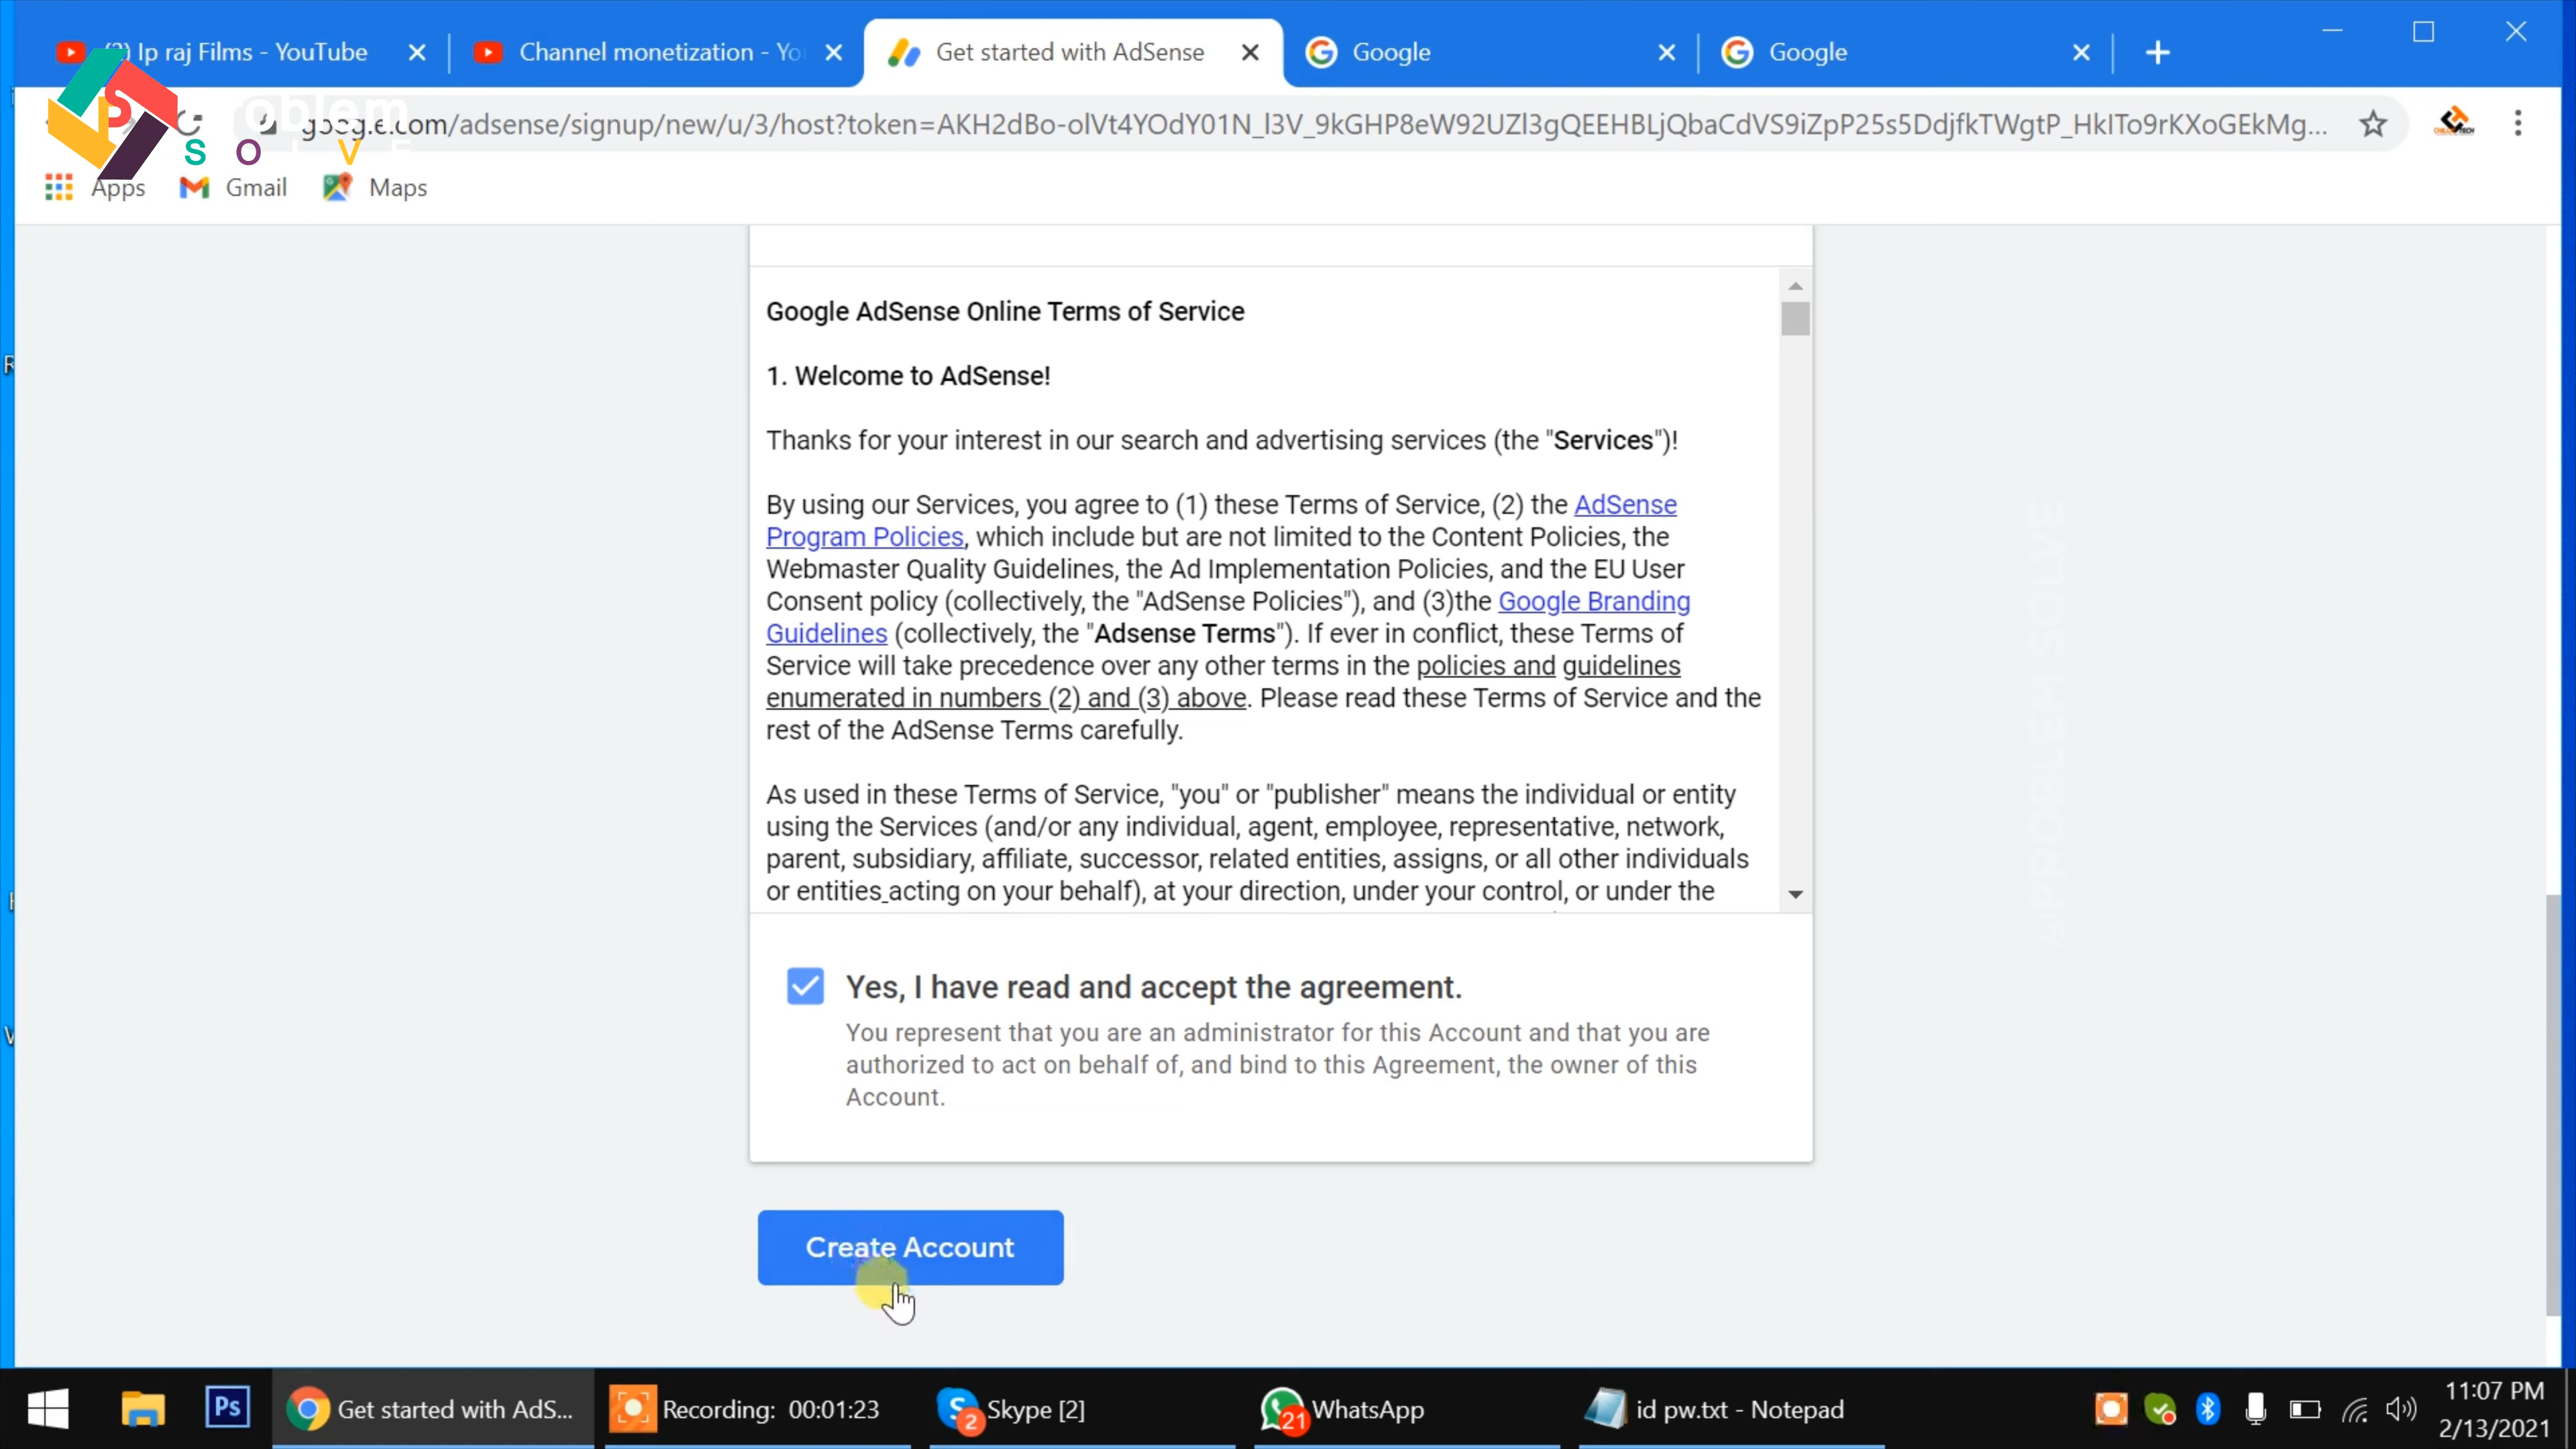 (2) Ip raj Films - YouTube
Channel monetization - You
Get started with AdSense
Google
Google
roblem
S O L V E
google.com/adsense/signup/new/u/3/host?token=AKH2dBo-olVt4YOdY01N_l3V_9kGHP8eW92UZl3gQEEHBLjQbaCdVS9iZpP25s5DdjfkTWgtP_HkITo9rKXoGEkMg...
Apps
Gmail
Maps
Google AdSense Online Terms of Service
1. Welcome to AdSense!
Thanks for your interest in our search and advertising services (the "Services")!
By using our Services, you agree to (1) these Terms of Service, (2) the AdSense
Program Policies, which include but are not limited to the Content Policies, the
Webmaster Quality Guidelines, the Ad Implementation Policies, and the EU User
Consent policy (collectively, the "AdSense Policies"), and (3)the Google Branding
Guidelines (collectively, the "Adsense Terms"). If ever in conflict, these Terms of
Service will take precedence over any other terms in the policies and guidelines
enumerated in numbers (2) and (3) above. Please read these Terms of Service and the
rest of the AdSense Terms carefully.
As used in these Terms of Service, "you" or "publisher" means the individual or entity
using the Services (and/or any individual, agent, employee, representative, network,
parent, subsidiary, affiliate, successor, related entities, assigns, or all other individuals
or entities acting on your behalf), at your direction, under your control, or under the
PROBLEM SOLVE
Yes, I have read and accept the agreement.
You represent that you are an administrator for this Account and that you are
authorized to act on behalf of, and bind to this Agreement, the owner of this
Account.
Create Account
Ps
Get started with AdS...
Recording: 00:01:23
2
Skype [2]
21
WhatsApp
id pw.txt - Notepad
11:07 PM
2/13/2021